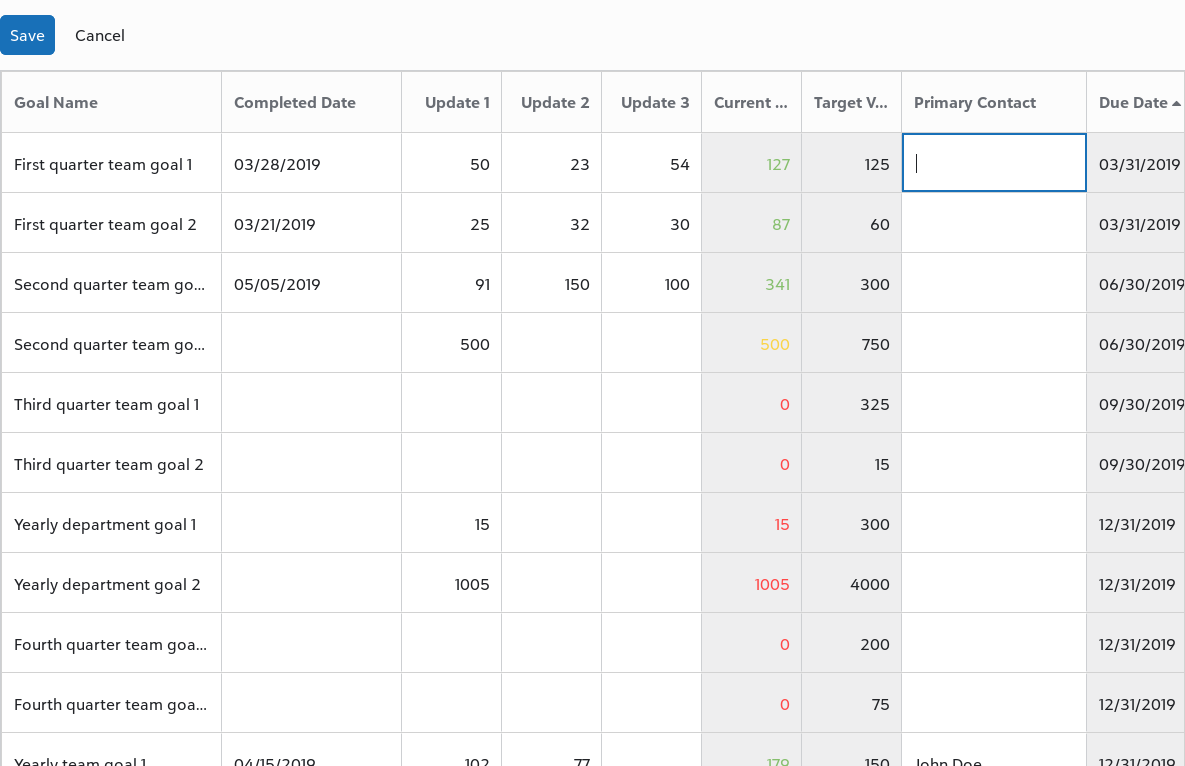 Save Cancel
Goal Name Completed Date Update 1 Update 2 Update 3 Current ... Target V... Primary Contact Due Date
First quarter team goal 1 03/28/2019 50 23 54 127 125 03/31/2019
First quarter team goal 2 03/21/2019 25 32 30 87 60 03/31/2019
Second quarter team go... 05/05/2019 91 150 100 341 300 06/30/2019
Second quarter team go... 500 500 750 06/30/2019
Third quarter team goal 1 0 325 09/30/2019
Third quarter team goal 2 0 15 09/30/2019
Yearly department goal 1 15 15 300 12/31/2019
Yearly department goal 2 1005 1005 4000 12/31/2019
Fourth quarter team goa... 0 200 12/31/2019
Fourth quarter team goa... 0 75 12/31/2019
Yearly team goal 1 04/15/2019 102 77 179 150 John Doe 12/31/2019